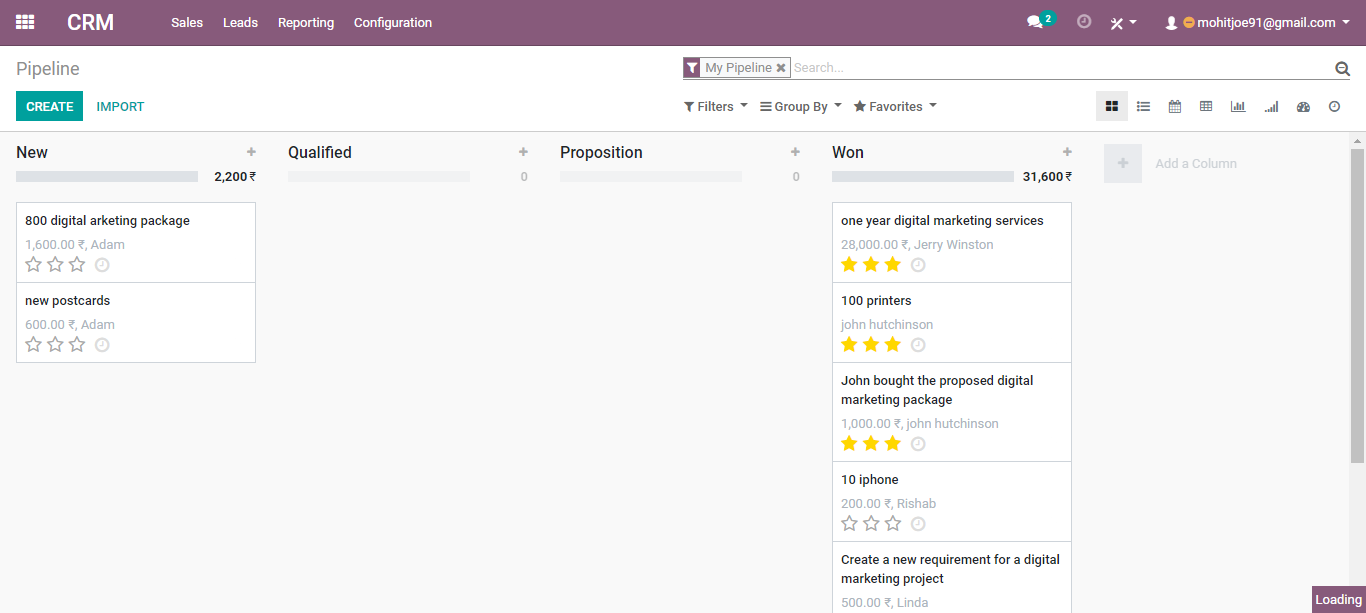 CRM
Sales Leads Reporting Configuration
2
mohitjoe91@gmail.com
Pipeline
My Pipeline
Search...
CREATE IMPORT
Filters Group By Favorites
New
2,200 ₹
800 digital arketing package
1,600.00 ₹, Adam
new postcards
600.00 ₹, Adam
Qualified
0
Proposition
0
Won
31,600 ₹
one year digital marketing services
28,000.00 ₹, Jerry Winston
100 printers
john hutchinson
John bought the proposed digital
marketing package
1,000.00 ₹, john hutchinson
10 iphone
200.00 ₹, Rishab
Create a new requirement for a digital
marketing project
500.00 ₹, Linda
Add a Column
Loading